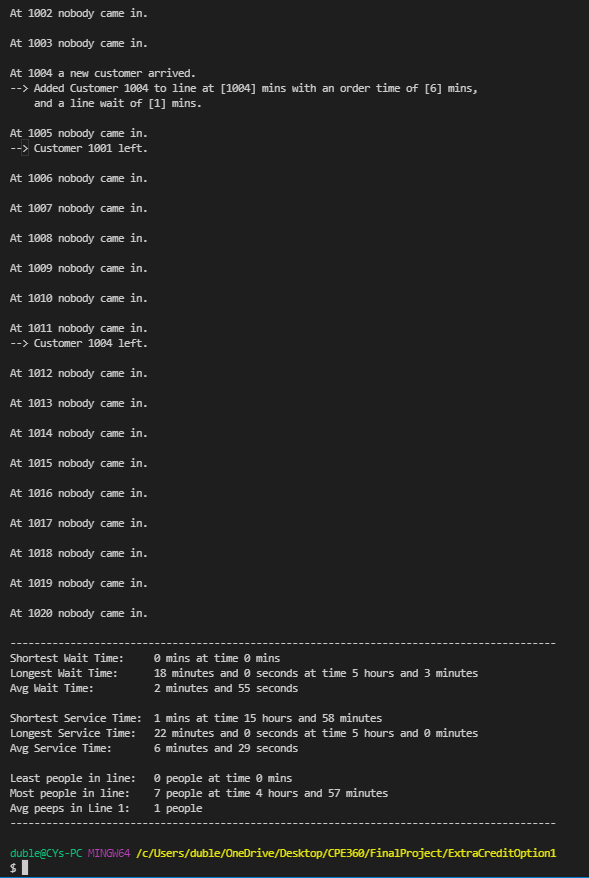 At 1002 nobody came in.
At 1003 nobody came in.
At 1004 a new customer arrived.
--> Added Customer 1004 to line at [1004] mins with an order time of [6] mins,
and a line wait of [1] mins.
At 1005 nobody came in.
--> Customer 1001 left.
At 1006 nobody came in.
At 1007 nobody came in.
At 1008 nobody came in.
At 1009 nobody came in.
At 1010 nobody came in.
At 1011 nobody came in.
--> Customer 1004 left.
At 1012 nobody came in.
At 1013 nobody came in.
At 1014 nobody came in.
At 1015 nobody came in.
At 1016 nobody came in.
At 1017 nobody came in.
At 1018 nobody came in.
At 1019 nobody came in.
At 1020 nobody came in.
-------------------------------------------------------------------------------------------
Shortest Wait Time: 0 mins at time 0 mins
Longest Wait Time: 18 minutes and 0 seconds at time 5 hours and 3 minutes
Avg Wait Time: 2 minutes and 55 seconds
Shortest Service Time: 1 mins at time 15 hours and 58 minutes
Longest Service Time: 22 minutes and 0 seconds at time 5 hours and 0 minutes
Avg Service Time: 6 minutes and 29 seconds
Least people in line: 0 people at time 0 mins
Most people in line: 7 people at time 4 hours and 57 minutes
Avg peeps in Line 1: 1 people
-------------------------------------------------------------------------------------------
duble@CYs-PC MINGW64 /c/Users/duble/OneDrive/Desktop/CPE360/FinalProject/ExtraCreditOption1
$